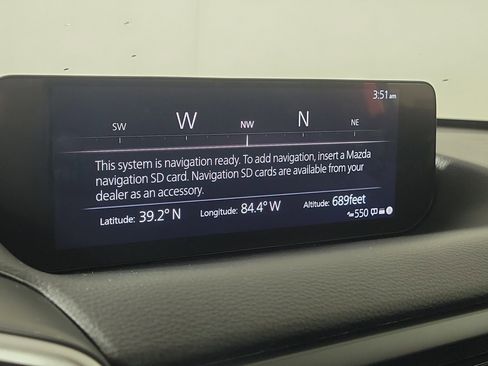 3:51 am
SW W NW N NE
This system is navigation ready. To add navigation, insert a Mazda
navigation SD card. Navigation SD cards are available from your
dealer as an accessory.
Latitude: 39.2° N Longitude: 84.4° W Altitude: 689feet
550